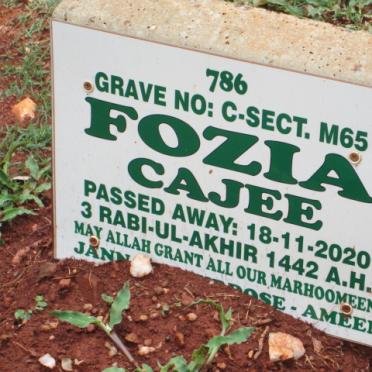 786
GRAVE NO: C-SECT. M65
FOZIA
CAJEE
PASSED AWAY: 18-11-2020
3 RABI-UL-AKHIR 1442 A.H.
MAY ALLAH GRANT ALL OUR MARHOOMEEN
- AMEEN